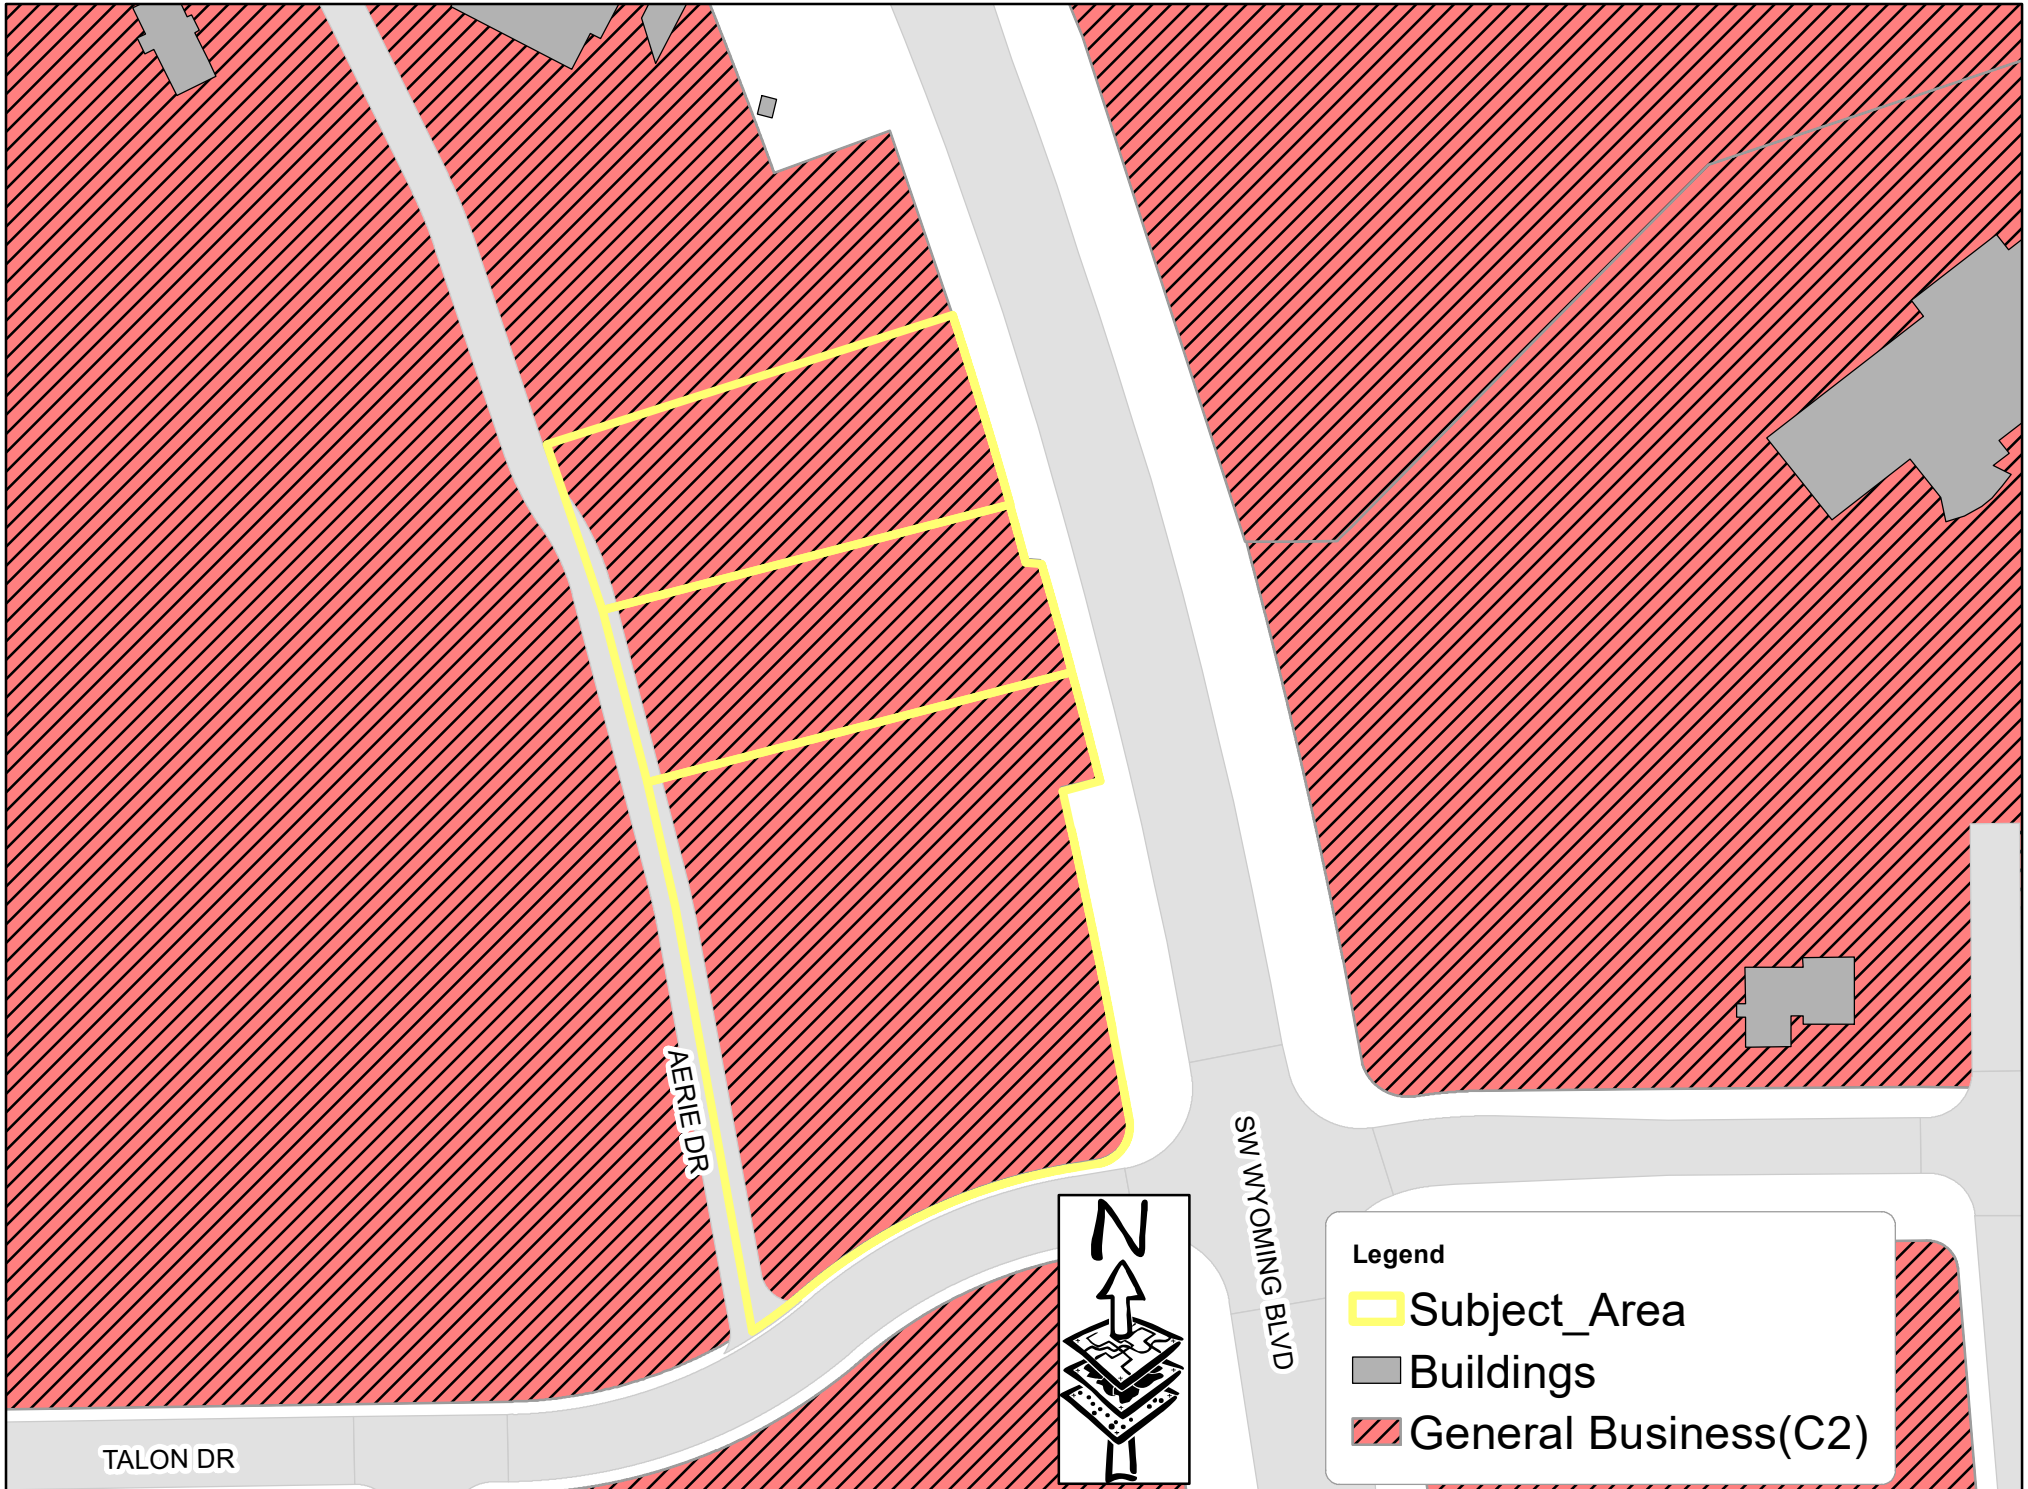 AERIE DR
SW WYOMING BLVD
TALON DR
N
Legend
Subject_Area
Buildings
General Business(C2)